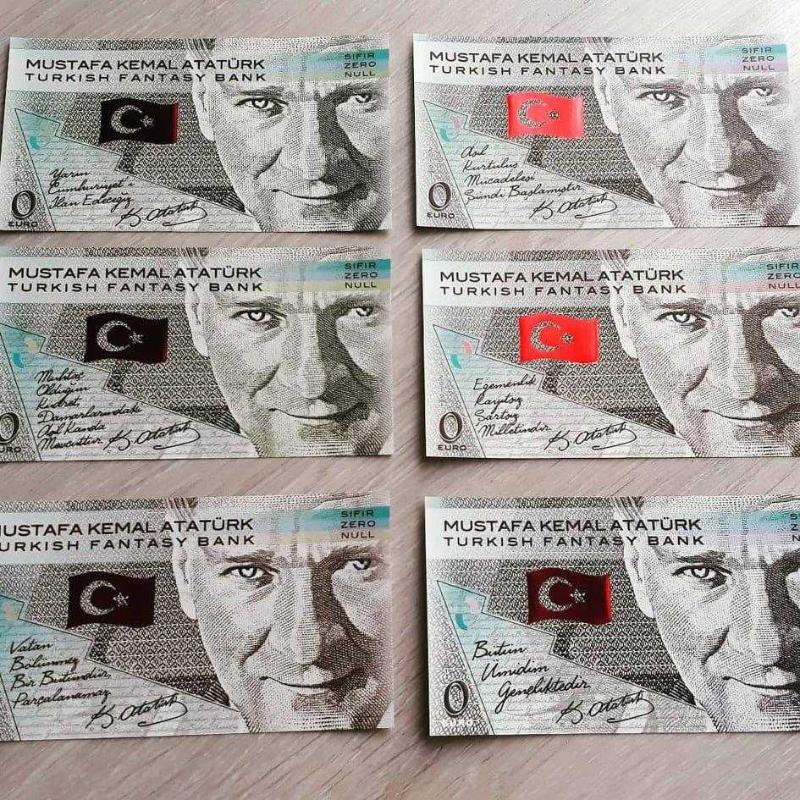 MUSTAFA KEMAL ATATÜRK
TURKISH FANTASY BANK
SIFIR
ZERO
NULL
Yarın
Cumhuriyet i
İlan Edeceğiz
K. Atatürk
0
EURO
MUSTAFA KEMAL ATATÜRK
TURKISH FANTASY BANK
SIFIR
ZERO
NULL
Asıl
Kurtuluş
Mücadelesi
Şimdi Başlamıştır
K. Atatürk
0
EURO
MUSTAFA KEMAL ATATÜRK
TURKISH FANTASY BANK
SIFIR
ZERO
NULL
Muhtaç
Olduğun
Kudret
Damarlarındaki
Asil Kanda
Mevcuttur
K. Atatürk
0
EURO
MUSTAFA KEMAL ATATÜRK
TURKISH FANTASY BANK
SIFIR
ZERO
NULL
Egemenlik
Kayıtsız
Şartsız
Milletindir
K. Atatürk
0
EURO
MUSTAFA KEMAL ATATÜRK
TURKISH FANTASY BANK
SIFIR
ZERO
NULL
Vatan
Bölünmez
Bir Bütündür
Parçalanamaz
K. Atatürk
MUSTAFA KEMAL ATATÜRK
TURKISH FANTASY BANK
S
Z
N
Bütün
Ümidim
Gençliktedir
K. Atatürk
0
EURO